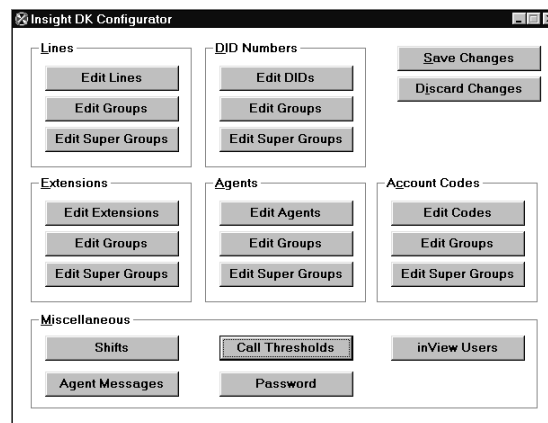 Insight DK Configurator
Lines
Edit Lines
Edit Groups
Edit Super Groups
DID Numbers
Edit DIDs
Edit Groups
Edit Super Groups
Save Changes
Discard Changes
Extensions
Edit Extensions
Edit Groups
Edit Super Groups
Agents
Edit Agents
Edit Groups
Edit Super Groups
Account Codes
Edit Codes
Edit Groups
Edit Super Groups
Miscellaneous
Shifts
Call Thresholds
inView Users
Agent Messages
Password